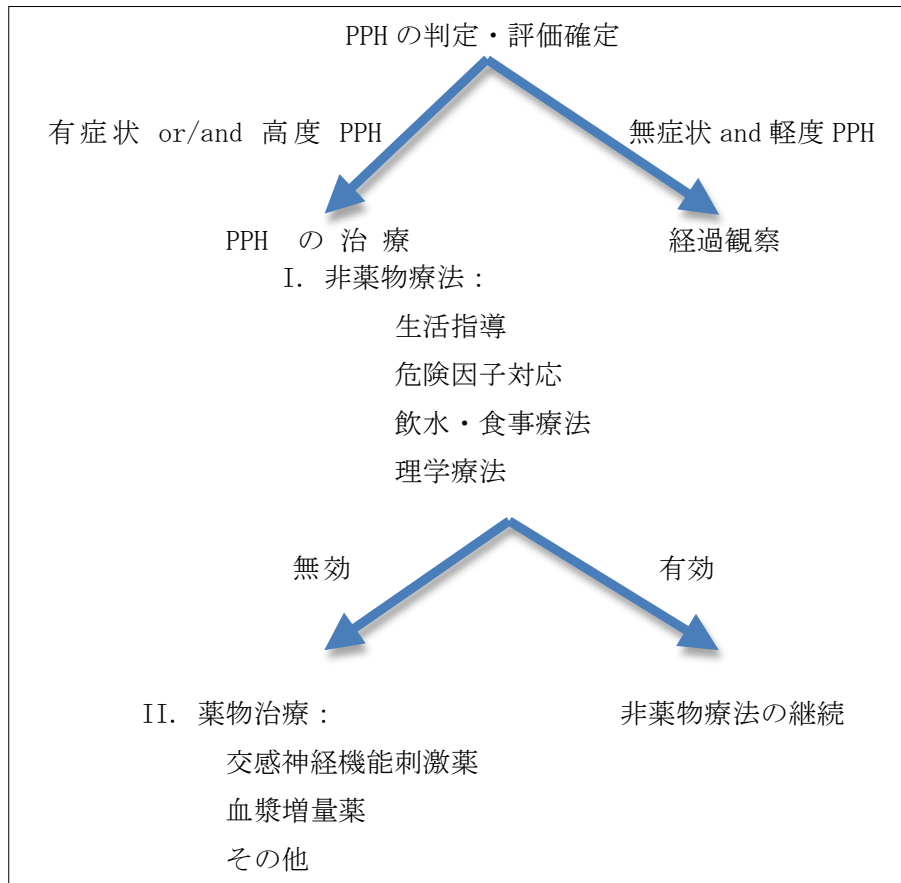 PPHの判定・評価確定
有症状 or/and 高度 PPH
無症状 and 軽度 PPH
PPH の 治 療
経過観察
I. 非薬物療法：
生活指導
危険因子対応
飲水・食事療法
理学療法
無効
有効
II. 薬物治療：
非薬物療法の継続
交感神経機能刺激薬
血漿増量薬
その他